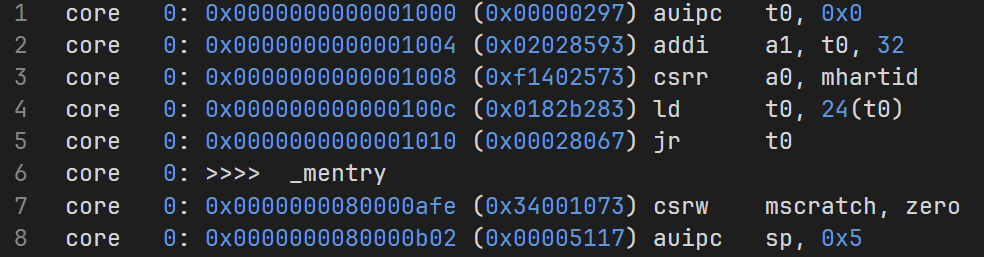 1 core 0: 0x0000000000001000 (0x00000297) auipc t0, 0x0
2 core 0: 0x0000000000001004 (0x02028593) addi a1, t0, 32
3 core 0: 0x0000000000001008 (0xf1402573) csrr a0, mhartid
4 core 0: 0x000000000000100c (0x0182b283) ld t0, 24(t0)
5 core 0: 0x0000000000001010 (0x00028067) jr t0
6 core 0: >>>> _mentry
7 core 0: 0x0000000080000afe (0x34001073) csrw mscratch, zero
8 core 0: 0x0000000080000b02 (0x00005117) auipc sp, 0x5